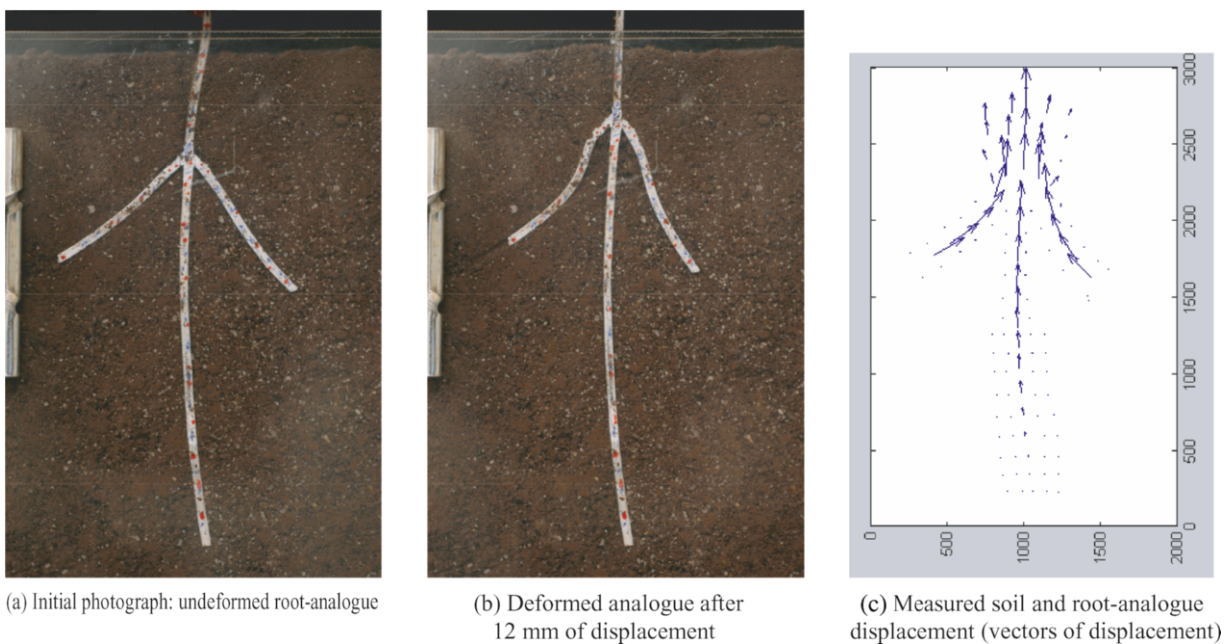 3000
2500
2000
1500
1000
500
0
0
500
1000
1500
2000
(a) Initial photograph: undeformed root-analogue
(b) Deformed analogue after
12 mm of displacement
(c) Measured soil and root-analogue
displacement (vectors of displacement)